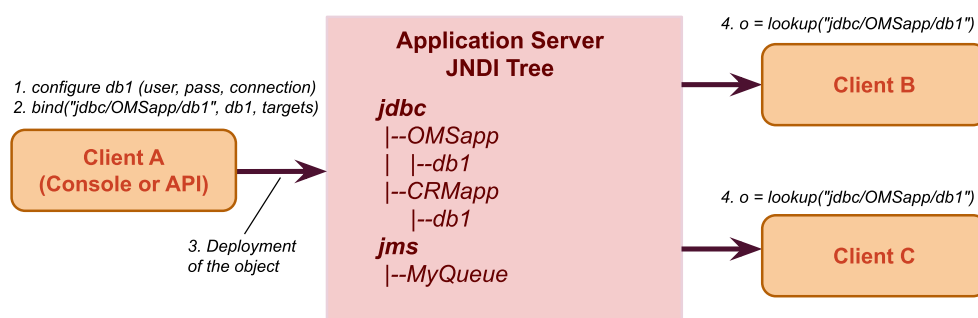 1. configure db1 (user, pass, connection)
2. bind("jdbc/OMSapp/db1", db1, targets)
Client A
(Console or API)
3. Deployment
of the object
Application Server
JNDI Tree
jdbc
|--OMSapp
|   |--db1
|--CRMapp
|--db1
jms
|--MyQueue
4. o = lookup("jdbc/OMSapp/db1")
Client B
4. o = lookup("jdbc/OMSapp/db1")
Client C